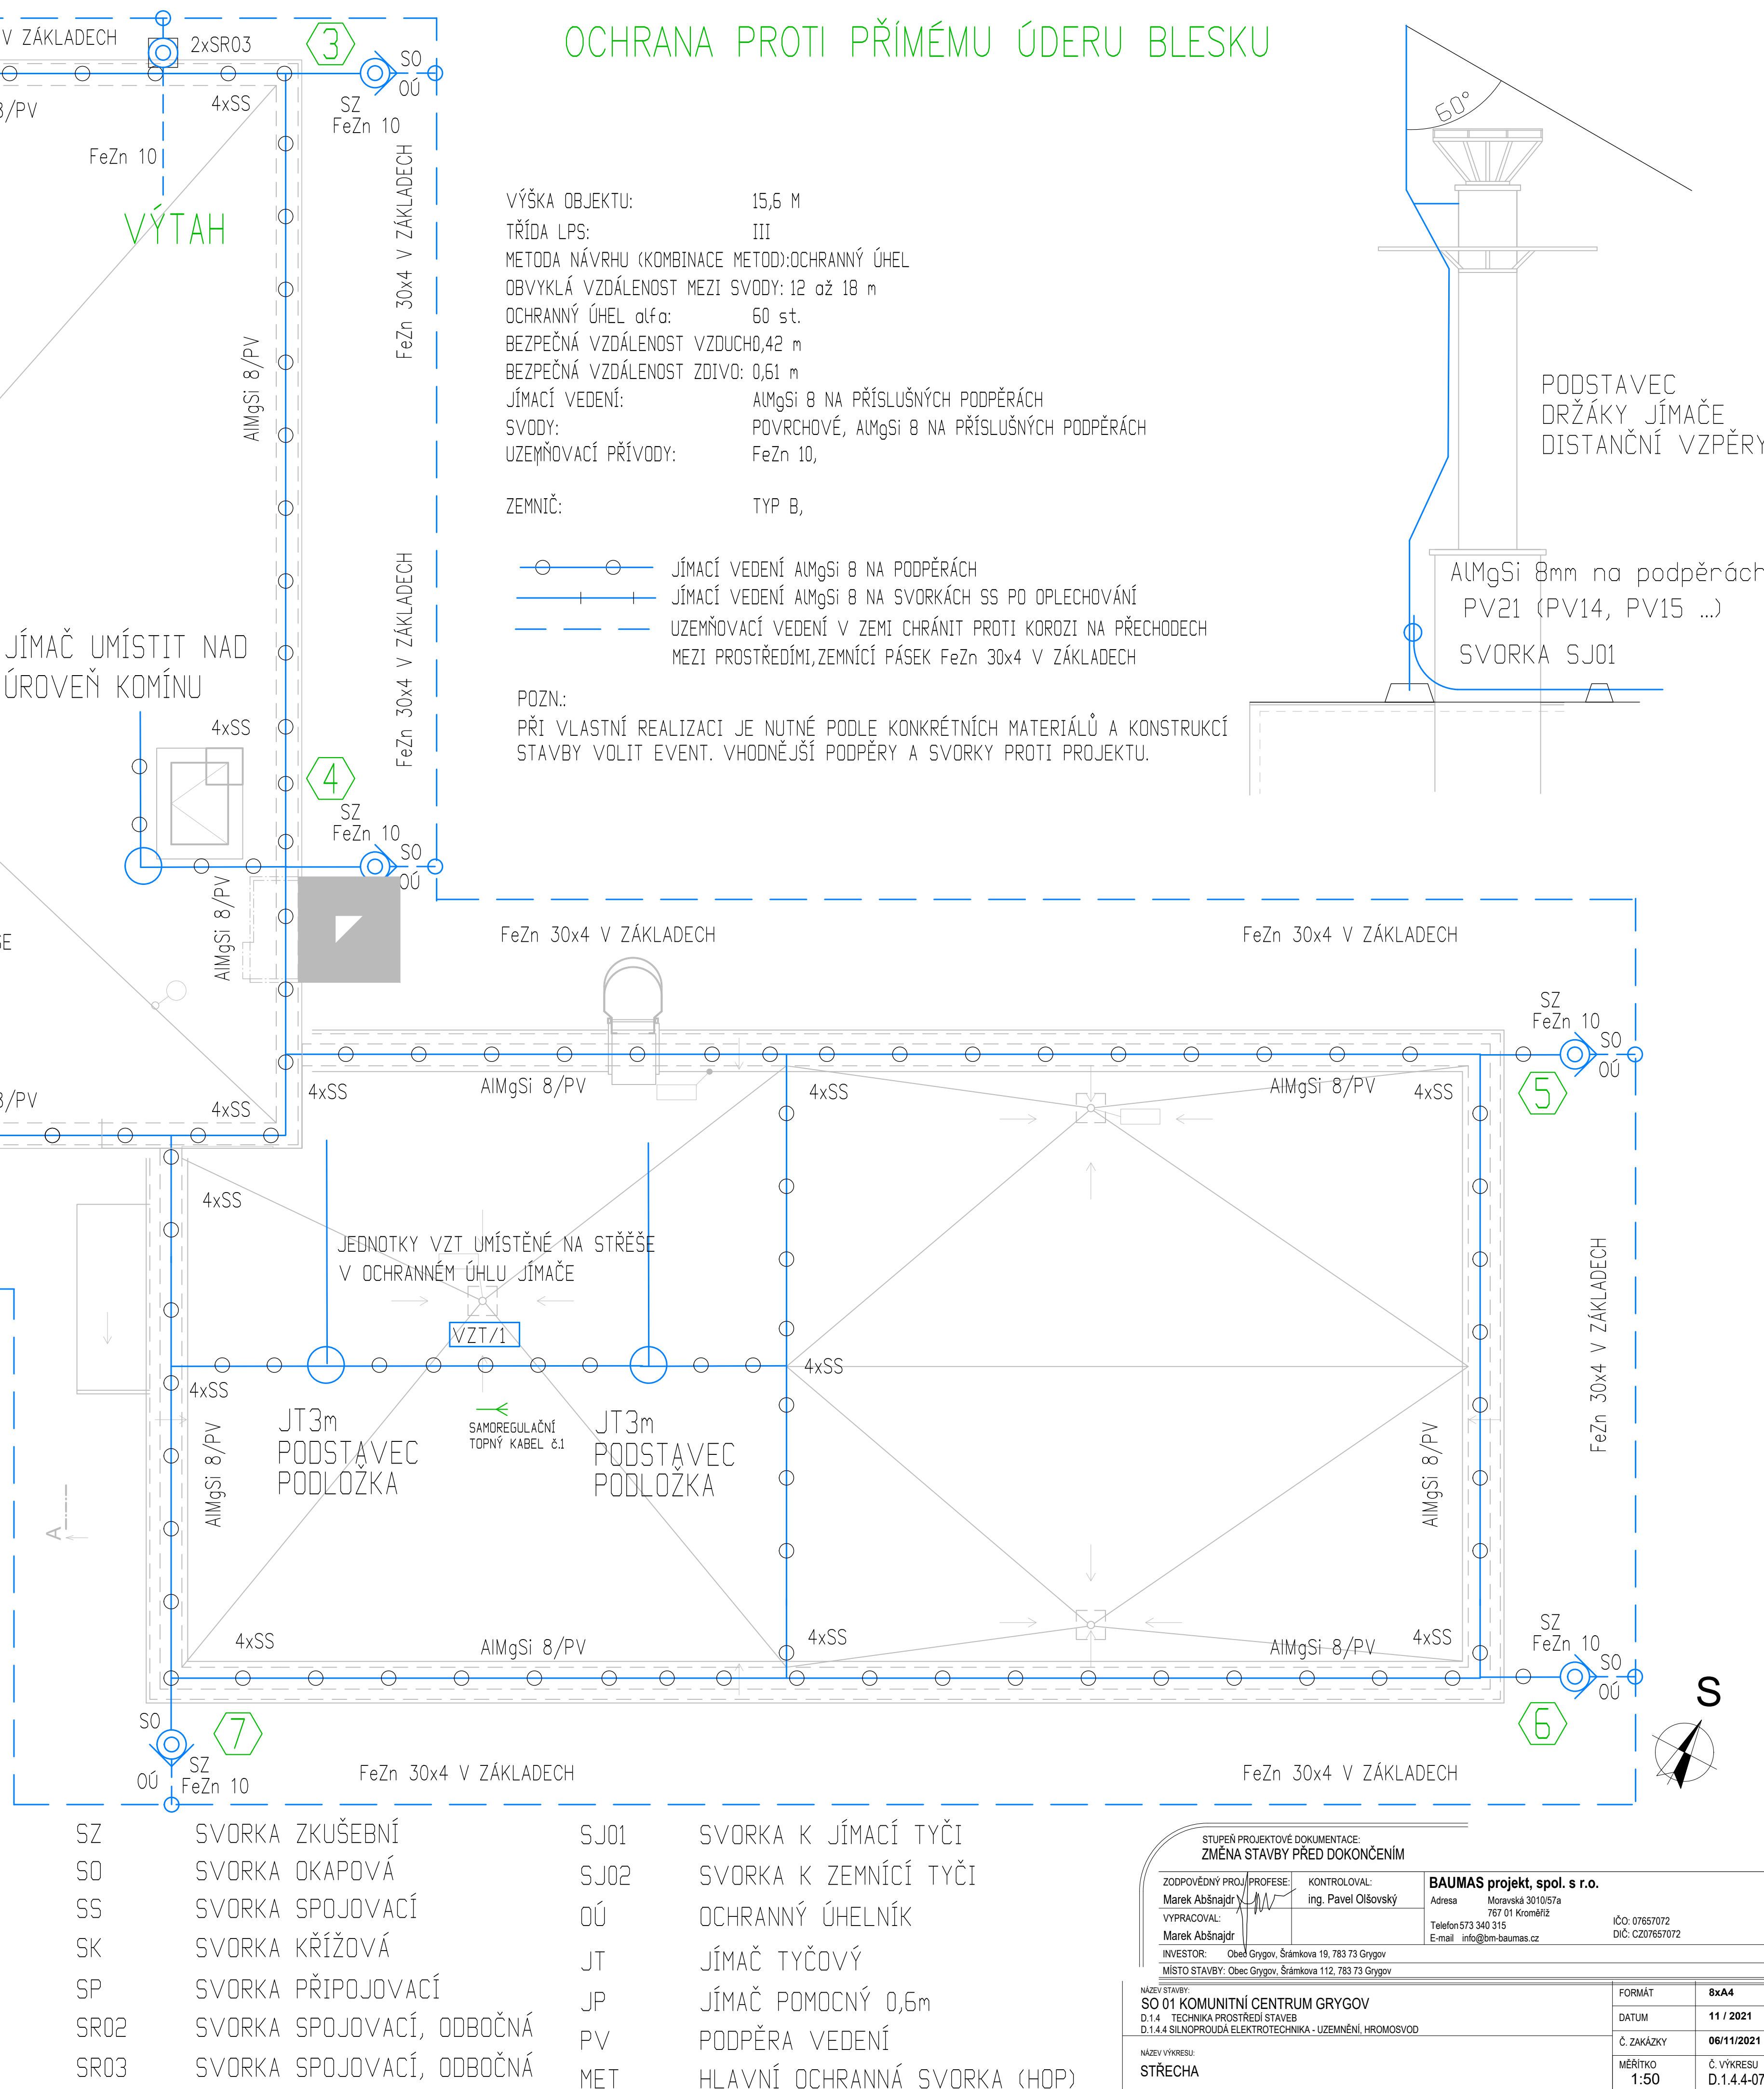 OCHRANA PROTI PŘÍMÉMU ÚDERU BLESKU
V ZÁKLADECH
2xSR03
3
SO
OÚ
4xSS
SZ
FeZn 10
8/PV
FeZn 10
FeZn 30x4 V ZÁKLADECH
VÝTAH
AlMgSi 8/PV
60°
VÝŠKA OBJEKTU: 15,6 M
TŘÍDA LPS: III
METODA NÁVRHU (KOMBINACE METOD):OCHRANNÝ ÚHEL
OBVYKLÁ VZDÁLENOST MEZI SVODY: 12 až 18 m
OCHRANNÝ ÚHEL alfa: 60 st.
BEZPEČNÁ VZDÁLENOST VZDUCH: 0,42 m
BEZPEČNÁ VZDÁLENOST ZDIVO: 0,61 m
JÍMACÍ VEDENÍ: AlMgSi 8 NA PŘÍSLUŠNÝCH PODPĚRÁCH
SVODY: POVRCHOVÉ, AlMgSi 8 NA PŘÍSLUŠNÝCH PODPĚRÁCH
UZEMŇOVACÍ PŘÍVODY: FeZn 10,
ZEMNIČ: TYP B,
PODSTAVEC
DRŽÁKY JÍMAČE
DISTANČNÍ VZPĚRY
JÍMACÍ VEDENÍ AlMgSi 8 NA PODPĚRÁCH
JÍMACÍ VEDENÍ AlMgSi 8 NA SVORKÁCH SS PO OPLECHOVÁNÍ
UZEMŇOVACÍ VEDENÍ V ZEMI CHRÁNIT PROTI KOROZI NA PŘECHODECH
MEZI PROSTŘEDÍMI,ZEMNÍCÍ PÁSEK FeZn 30x4 V ZÁKLADECH
AlMgSi 8mm na podpěrách
PV21 (PV14, PV15 ...)
SVORKA SJ01
POZN.:
PŘI VLASTNÍ REALIZACI JE NUTNÉ PODLE KONKRÉTNÍCH MATERIÁLŮ A KONSTRUKCÍ
STAVBY VOLIT EVENT. VHODNĚJŠÍ PODPĚRY A SVORKY PROTI PROJEKTU.
FeZn 30x4 V ZÁKLADECH
JÍMAČ UMÍSTIT NAD
ÚROVEŇ KOMÍNU
4xSS
4
SZ
FeZn 10
SO
OÚ
AlMgSi 8/PV
FeZn 30x4 V ZÁKLADECH
FeZn 30x4 V ZÁKLADECH
SZ
FeZn 10
SO
OÚ
5
8/PV
4xSS
4xSS
AlMgSi 8/PV
4xSS
AlMgSi 8/PV
4xSS
4xSS
JEDNOTKY VZT UMÍSTĚNÉ NA STŘEŠE
V OCHRANNÉM ÚHLU JÍMAČE
VZT/1
4xSS
4xSS
FeZn 30x4 V ZÁKLADECH
JT3m
PODSTAVEC
PODLOŽKA
SAMOREGULAČNÍ
TOPNÝ KABEL č.1
JT3m
PODSTAVEC
PODLOŽKA
AlMgSi 8/PV
AlMgSi 8/PV
A
4xSS
AlMgSi 8/PV
4xSS
AlMgSi 8/PV
4xSS
SZ
FeZn 10
SO
OÚ
6
S
SO
7
SZ
OÚ
FeZn 10
FeZn 30x4 V ZÁKLADECH
FeZn 30x4 V ZÁKLADECH
SZ SVORKA ZKUŠEBNÍ
SO SVORKA OKAPOVÁ
SS SVORKA SPOJOVACÍ
SK SVORKA KŘÍŽOVÁ
SP SVORKA PŘIPOJOVACÍ
SR02 SVORKA SPOJOVACÍ, ODBOČNÁ
SR03 SVORKA SPOJOVACÍ, ODBOČNÁ
SJ01 SVORKA K JÍMACÍ TYČI
SJ02 SVORKA K ZEMNÍCÍ TYČI
OÚ OCHRANNÝ ÚHELNÍK
JT JÍMAČ TYČOVÝ
JP JÍMAČ POMOCNÝ 0,6m
PV PODPĚRA VEDENÍ
MET HLAVNÍ OCHRANNÁ SVORKA (HOP)
STUPEŇ PROJEKTOVÉ DOKUMENTACE:
ZMĚNA STAVBY PŘED DOKONČENÍM
ZODPOVĚDNÝ PROJ. PROFESE:
Marek Abšnajdr
KONTROLOVAL:
ing. Pavel Olšovský
VYPRACOVAL:
Marek Abšnajdr
BAUMAS projekt, spol. s r.o.
Adresa Moravská 3010/57a
767 01 Kroměříž
Telefon 573 340 315
E-mail info@bm-baumas.cz
IČO: 07657072
DIČ: CZ07657072
INVESTOR: Obec Grygov, Šrámkova 19, 783 73 Grygov
MÍSTO STAVBY: Obec Grygov, Šrámkova 112, 783 73 Grygov
NÁZEV STAVBY:
SO 01 KOMUNITNÍ CENTRUM GRYGOV
D.1.4 TECHNIKA PROSTŘEDÍ STAVEB
D.1.4.4 SILNOPROUDÁ ELEKTROTECHNIKA - UZEMNĚNÍ, HROMOSVOD
NÁZEV VÝKRESU:
STŘECHA
FORMÁT 8xA4
DATUM 11 / 2021
Č. ZAKÁZKY 06/11/2021
MĚŘÍTKO 1:50
Č. VÝKRESU D.1.4.4-07